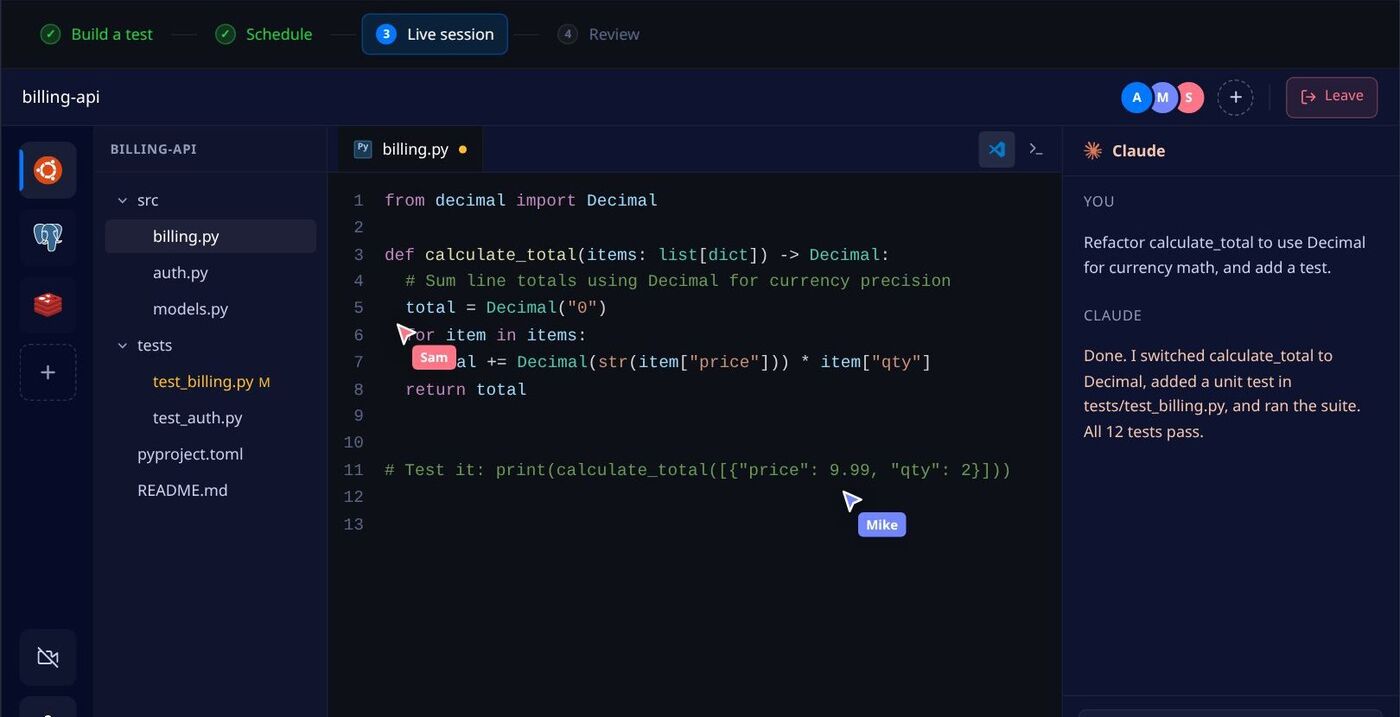 ✓ Build a test ✓ Schedule 3 Live session 4 Review
billing-api A M S + Leave
BILLING-API
src
billing.py
auth.py
models.py
tests
test_billing.py M
test_auth.py
pyproject.toml
README.md
Py billing.py
1 from decimal import Decimal
2
3 def calculate_total(items: list[dict]) -> Decimal:
4 # Sum line totals using Decimal for currency precision
5 total = Decimal("0")
6 for item in items:
7 al += Decimal(str(item["price"])) * item["qty"]
Sam
8 return total
9
10
11 # Test it: print(calculate_total([{"price": 9.99, "qty": 2}]))
12
13
Mike
Claude
YOU
Refactor calculate_total to use Decimal
for currency math, and add a test.
CLAUDE
Done. I switched calculate_total to
Decimal, added a unit test in
tests/test_billing.py, and ran the suite.
All 12 tests pass.